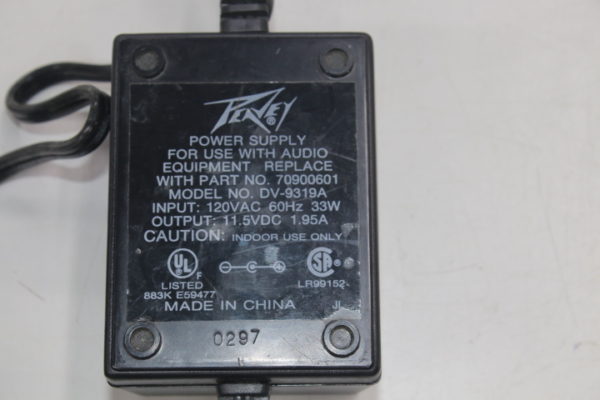 PEAVEY®
POWER SUPPLY
FOR USE WITH AUDIO
EQUIPMENT REPLACE
WITH PART NO. 70900601
MODEL NO. DV-9319A
INPUT: 120VAC 60Hz 33W
OUTPUT: 11.5VDC 1.95A
CAUTION: INDOOR USE ONLY
UL® F
LISTED
883K E59477
- +
SA®
LR99152
MADE IN CHINA JL
0297